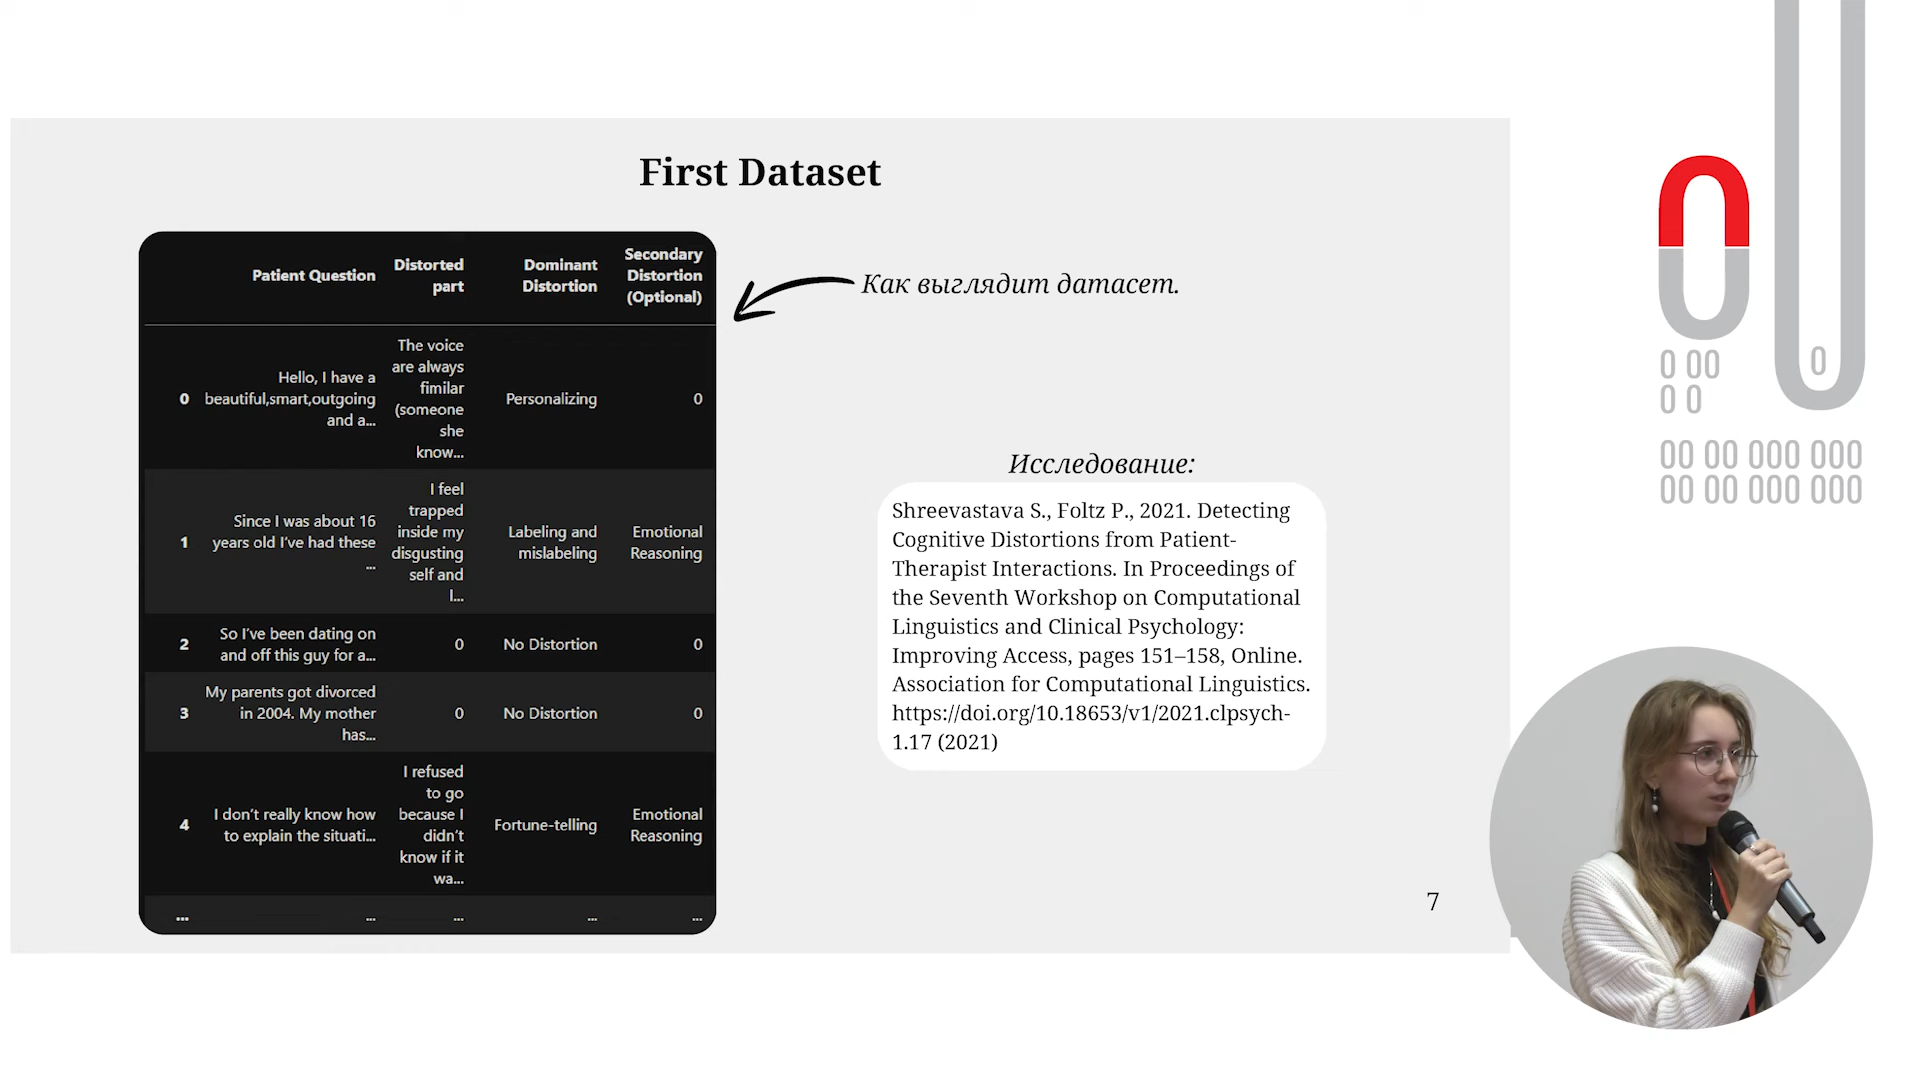 First Dataset
Patient Question
Distorted
part
Dominant
Distortion
Secondary
Distortion
(Optional)
0
Hello, I have a
beautiful,smart,outgoing
and a...
The voice
are always
fimilar
(someone
she
know...
Personalizing
0
1
Since I was about 16
years old I've had these
...
I feel
trapped
inside my
disgusting
self and
I...
Labeling and
mislabeling
Emotional
Reasoning
2
So I've been dating on
and off this guy for a...
0
No Distortion
0
3
My parents got divorced
in 2004. My mother
has...
0
No Distortion
0
4
I don't really know how
to explain the situati...
I refused
to go
because I
didn't
know if it
wa...
Fortune-telling
Emotional
Reasoning
... ... ... ... ...
Как выглядит датасет.
Исследование:
Shreevastava S., Foltz P., 2021. Detecting
Cognitive Distortions from Patient-
Therapist Interactions. In Proceedings of
the Seventh Workshop on Computational
Linguistics and Clinical Psychology:
Improving Access, pages 151–158, Online.
Association for Computational Linguistics.
https://doi.org/10.18653/v1/2021.clpsych-
1.17 (2021)
7
0 00
0 0
0
00 00 000 000
00 00 000 000